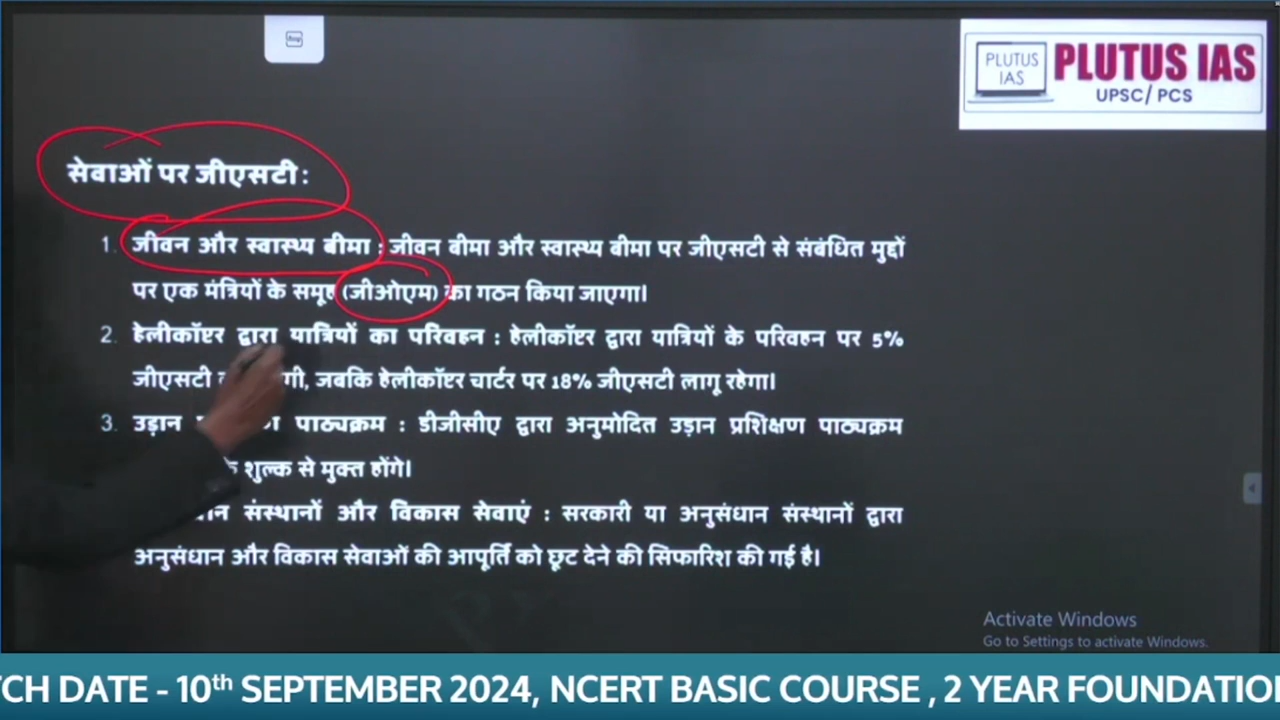 PLUTUS IAS
PLUTUS IAS
UPSC/ PCS
सेवाओं पर जीएसटी :
1. जीवन और स्वास्थ्य बीमा : जीवन बीमा और स्वास्थ्य बीमा पर जीएसटी से संबंधित मुद्दों
पर एक मंत्रियों के समूह (जीओएम) का गठन किया जाएगा।
2. हेलीकॉप्टर द्वारा यात्रियों का परिवहन : हेलीकॉप्टर द्वारा यात्रियों के परिवहन पर 5%
जीएसटी जबकि हेलीकॉप्टर चार्टर पर 18% जीएसटी लागू रहेगा।
3. उड़ान पाठ्यक्रम : डीजीसीए द्वारा अनुमोदित उड़ान प्रशिक्षण पाठ्यक्रम
शुल्क से मुक्त होंगे।
संस्थानों और विकास सेवाएं : सरकारी या अनुसंधान संस्थानों द्वारा
अनुसंधान और विकास सेवाओं की आपूर्ति को छूट देने की सिफारिश की गई है।
Activate Windows
Go to Settings to activate Windows.
DATE - 10th SEPTEMBER 2024, NCERT BASIC COURSE , 2 YEAR